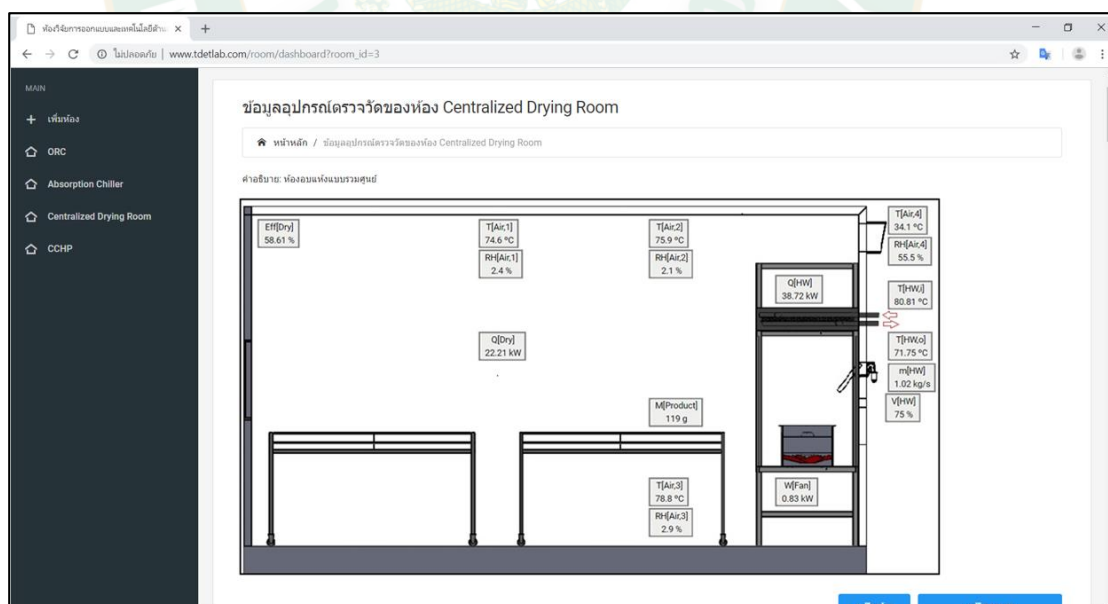 ห้องวิจัยการออกแบบและเทคโนโลยีด้าน
ไม่ปลอดภัย | www.tdetlab.com/room/dashboard?room_id=3
MAIN
เพิ่มห้อง
ORC
Absorption Chiller
Centralized Drying Room
CCHP
ข้อมูลอุปกรณ์ตรวจวัดของห้อง Centralized Drying Room
หน้าหลัก / ข้อมูลอุปกรณ์ตรวจวัดของห้อง Centralized Drying Room
คำอธิบาย: ห้องอบแห้งแบบรวมศูนย์
Eff[Dry]
58.61 %
T[Air,1]
74.6 ºC
RH[Air,1]
2.4 %
T[Air,2]
75.9 ºC
RH[Air,2]
2.1 %
T[Air,4]
34.1 ºC
RH[Air,4]
55.5 %
Q[HW]
38.72 kW
T[HW,i]
80.81 ºC
Q[Dry]
22.21 kW
T[HW,o]
71.75 ºC
m[HW]
1.02 kg/s
V[HW]
75 %
M[Product]
119 g
T[Air,3]
78.8 ºC
RH[Air,3]
2.9 %
W[Fan]
0.83 kW